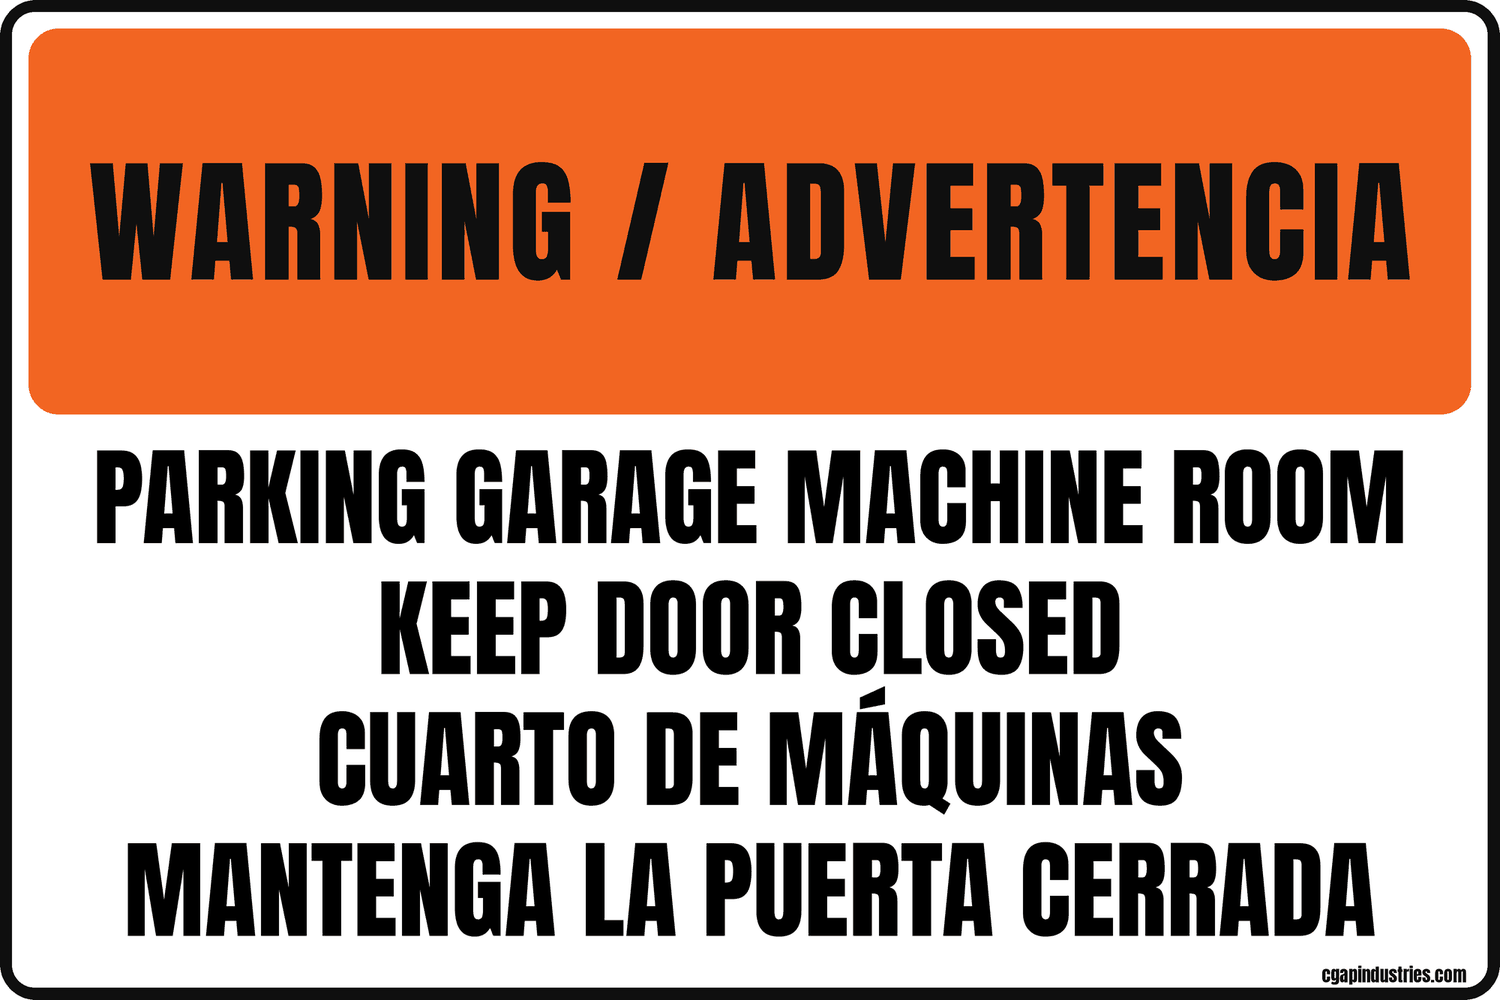 WARNING / ADVERTENCIA
PARKING GARAGE MACHINE ROOM
KEEP DOOR CLOSED
CUARTO DE MÁQUINAS
MANTENGA LA PUERTA CERRADA
cgapindustries.com